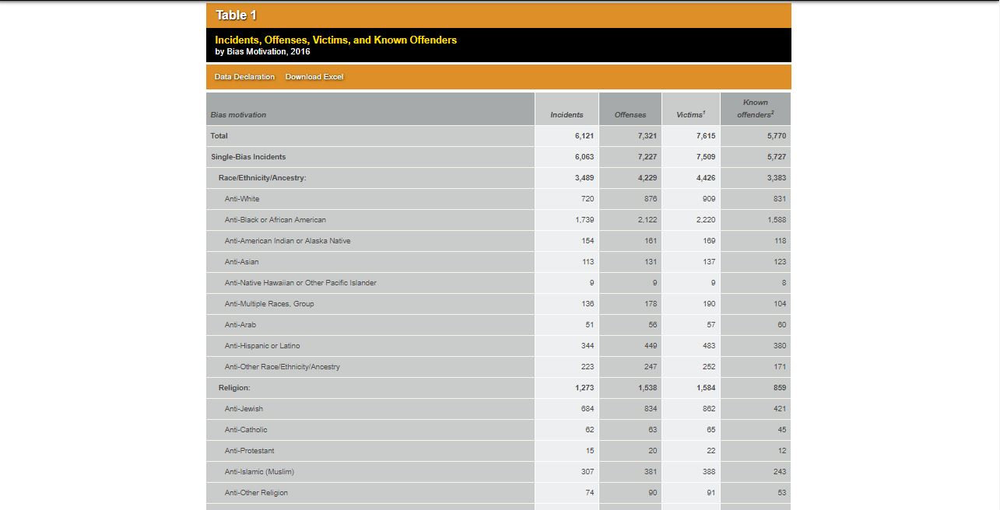 Table 1
Incidents, Offenses, Victims, and Known Offenders
by Bias Motivation, 2016
Data Declaration Download Excel
Bias motivation Incidents Offenses Victims1 Known offenders2
Total 6,121 7,321 7,615 5,770
Single-Bias Incidents 6,063 7,227 7,509 5,727
Race/Ethnicity/Ancestry: 3,489 4,229 4,426 3,383
Anti-White 720 876 909 831
Anti-Black or African American 1,739 2,122 2,220 1,588
Anti-American Indian or Alaska Native 154 161 169 118
Anti-Asian 113 131 137 123
Anti-Native Hawaiian or Other Pacific Islander 9 9 9 8
Anti-Multiple Races, Group 136 178 190 104
Anti-Arab 51 56 57 60
Anti-Hispanic or Latino 344 449 483 380
Anti-Other Race/Ethnicity/Ancestry 223 247 252 171
Religion: 1,273 1,538 1,584 859
Anti-Jewish 684 834 862 421
Anti-Catholic 62 63 65 45
Anti-Protestant 15 20 22 12
Anti-Islamic (Muslim) 307 381 388 243
Anti-Other Religion 74 90 91 53